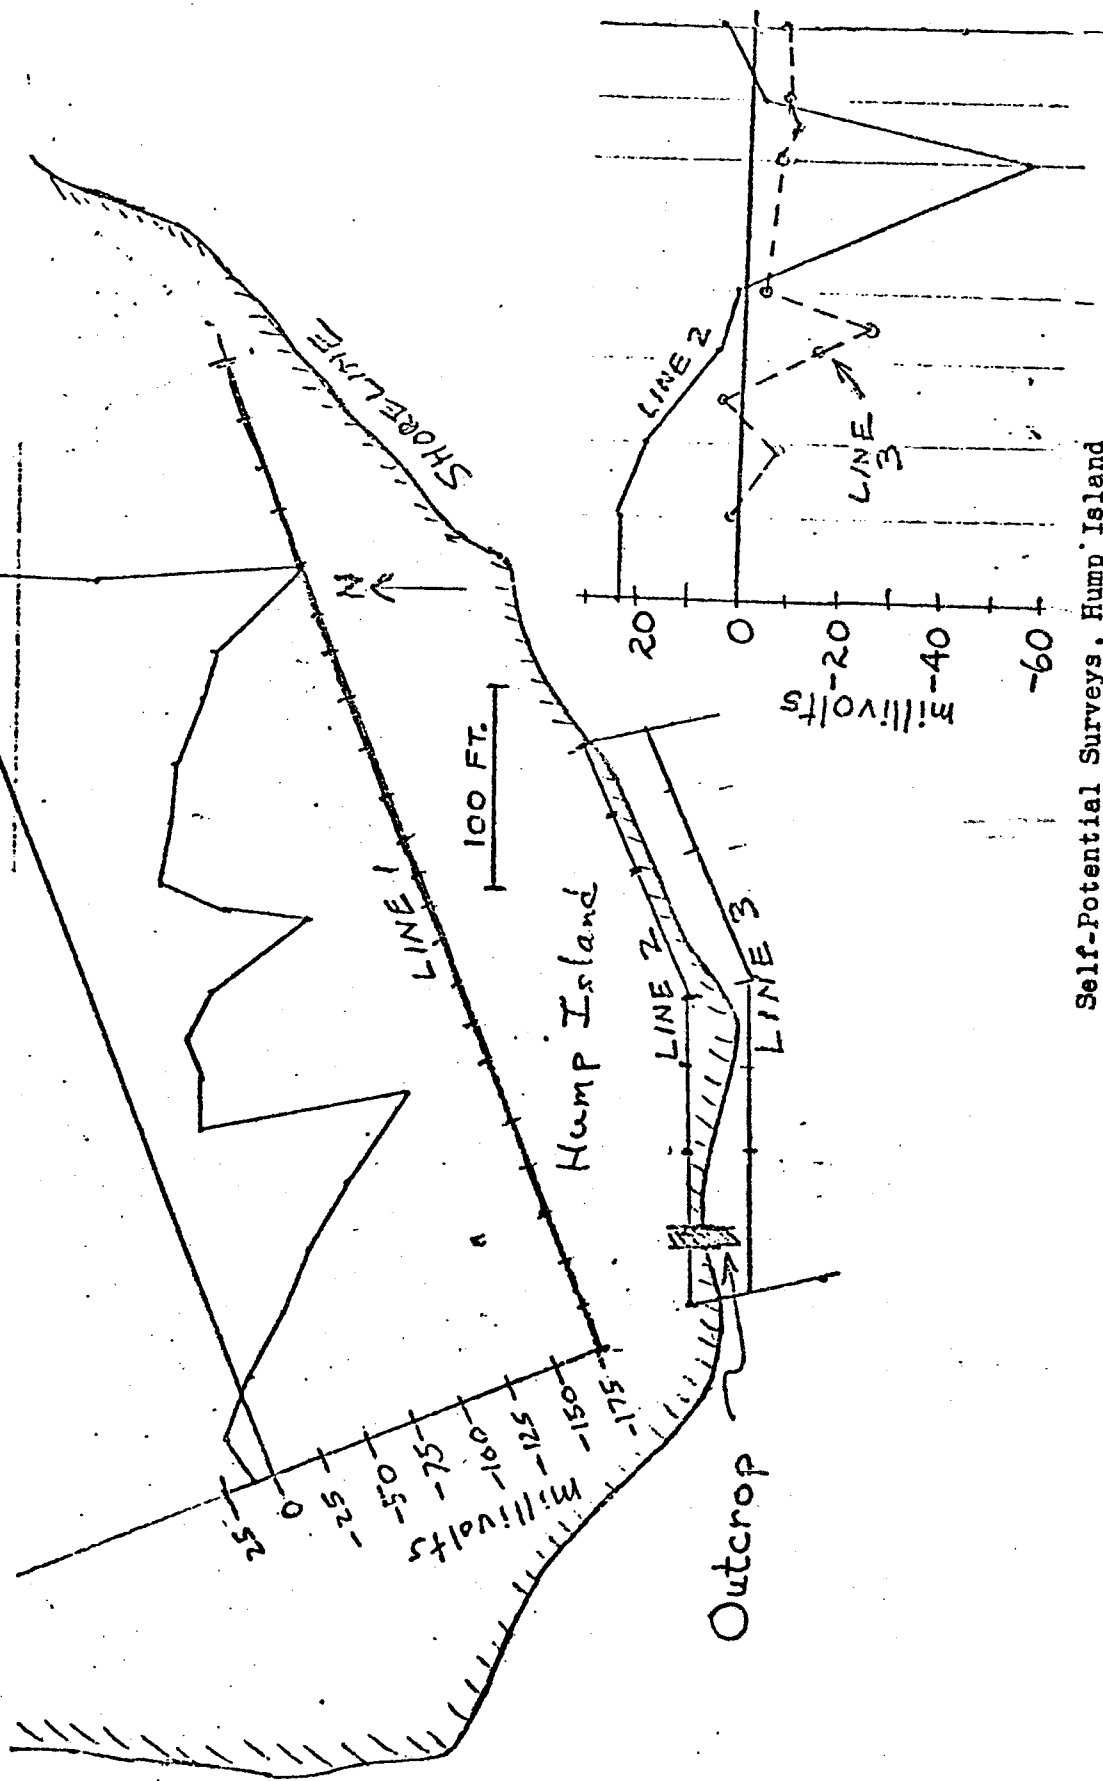 25
0
-25
-50
-75
-100
-125
-150
-175
millivolts
LINE 1
N
SHORELINE
100 FT.
Hump Island
LINE 2
LINE 3
Outcrop
20
0
-20
-40
-60
millivolts
LINE 2
LINE
3
Self-Potential Surveys, Hump Island